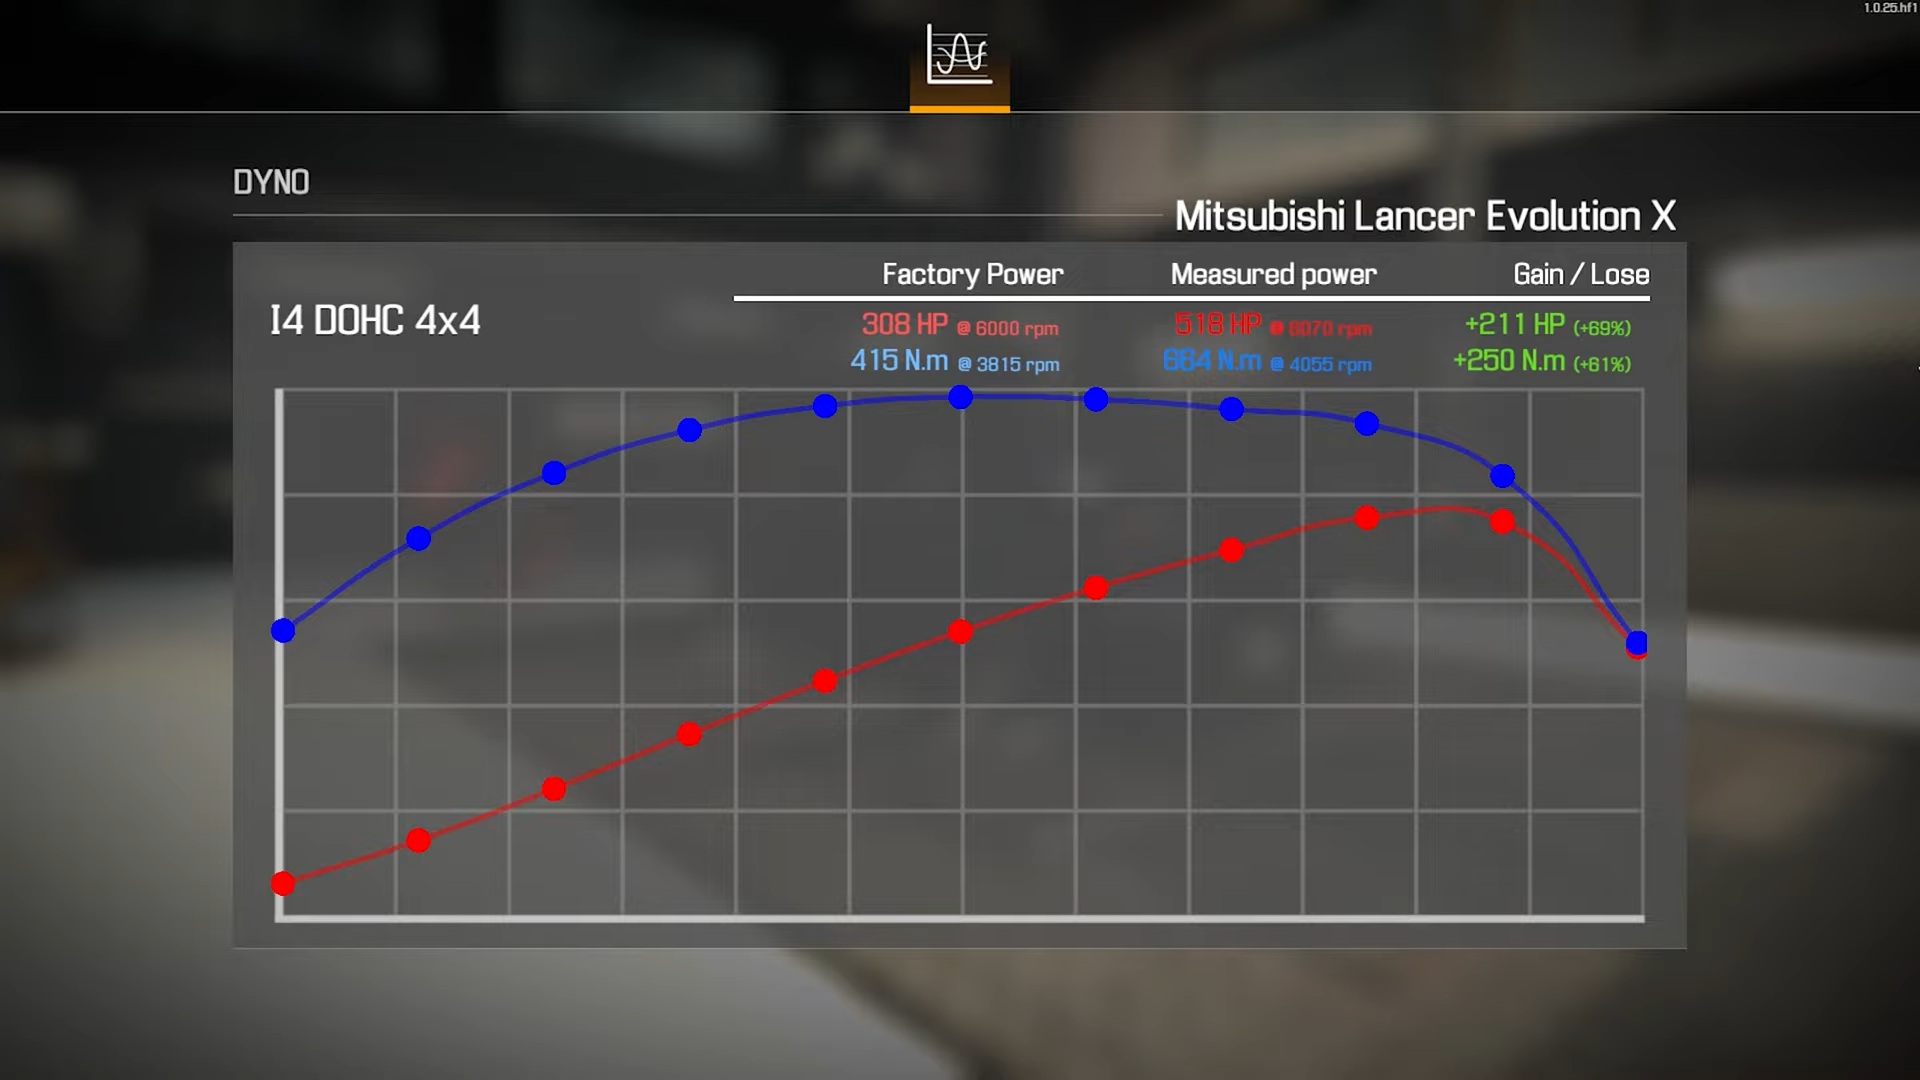 1.0.25.hf1
DYNO
Mitsubishi Lancer Evolution X
Factory Power Measured power Gain / Lose
I4 DOHC 4x4
308 HP @ 6000 rpm 518 HP @ 6070 rpm +211 HP (+69%)
415 N.m @ 3815 rpm 664 N.m @ 4055 rpm +250 N.m (+61%)